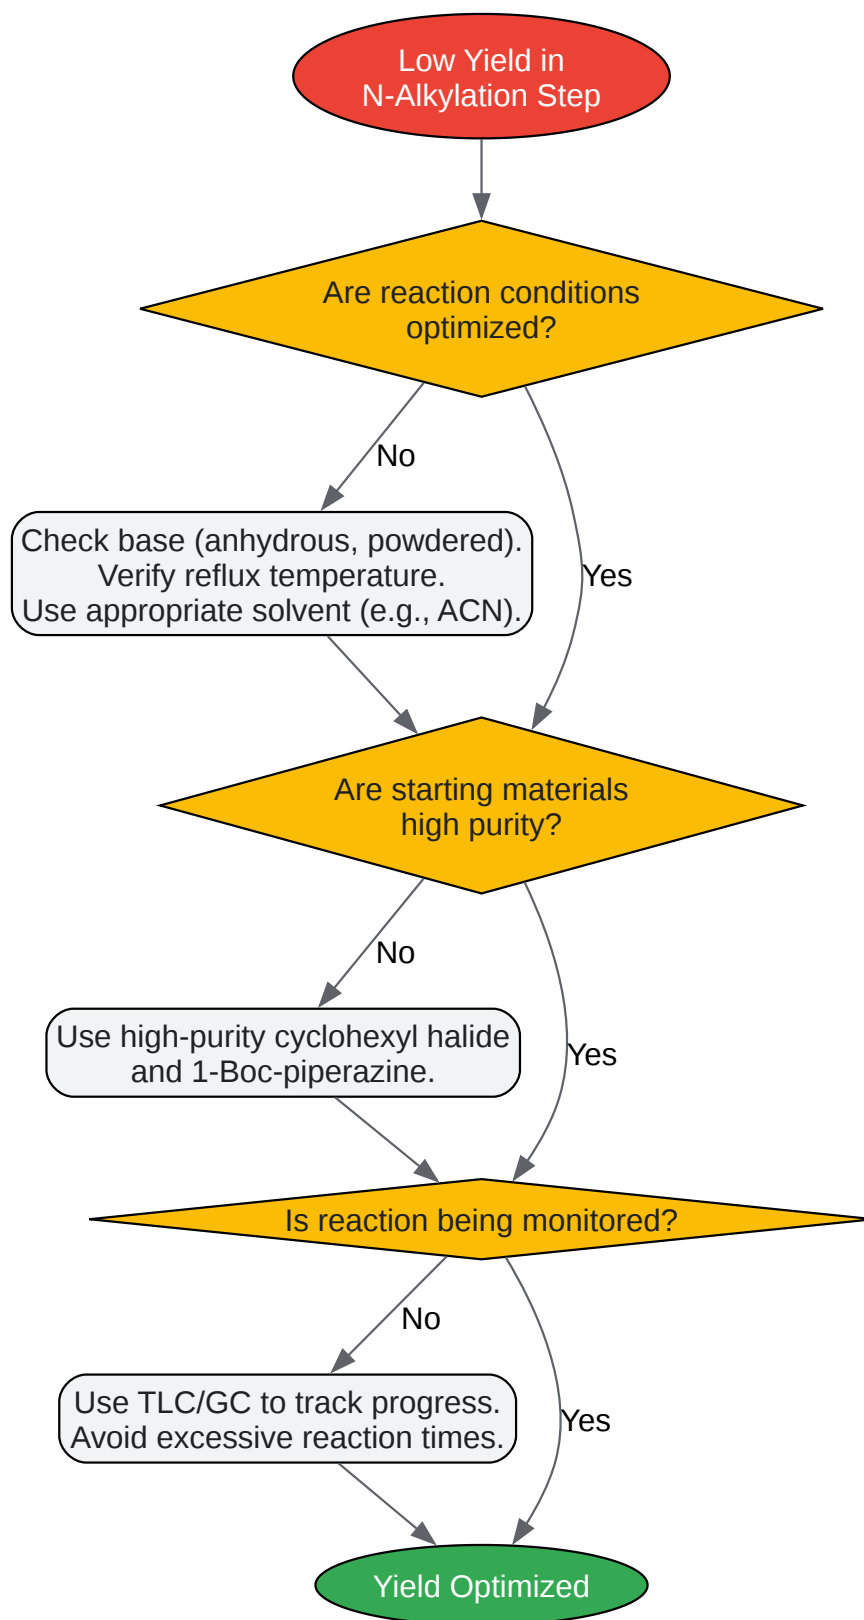 Low Yield in
N-Alkylation Step
Are reaction conditions
optimized?
No
Check base (anhydrous, powdered).
Verify reflux temperature.
Use appropriate solvent (e.g., ACN).
Yes
Are starting materials
high purity?
No
Use high-purity cyclohexyl halide
and 1-Boc-piperazine.
Yes
Is reaction being monitored?
No
Use TLC/GC to track progress.
Avoid excessive reaction times.
Yes
Yield Optimized